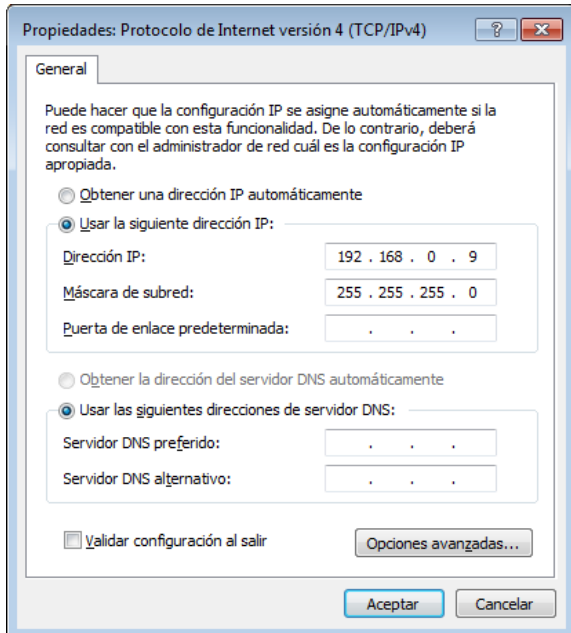 Propiedades: Protocolo de Internet versión 4 (TCP/IPv4)
General
Puede hacer que la configuración IP se asigne automáticamente si la
red es compatible con esta funcionalidad. De lo contrario, deberá
consultar con el administrador de red cuál es la configuración IP
apropiada.
Obtener una dirección IP automáticamente
Usar la siguiente dirección IP:
Dirección IP: 192 . 168 . 0 . 9
Máscara de subred: 255 . 255 . 255 . 0
Puerta de enlace predeterminada: . . .
Obtener la dirección del servidor DNS automáticamente
Usar las siguientes direcciones de servidor DNS:
Servidor DNS preferido: . . .
Servidor DNS alternativo: . . .
Validar configuración al salir
Opciones avanzadas...
Aceptar Cancelar